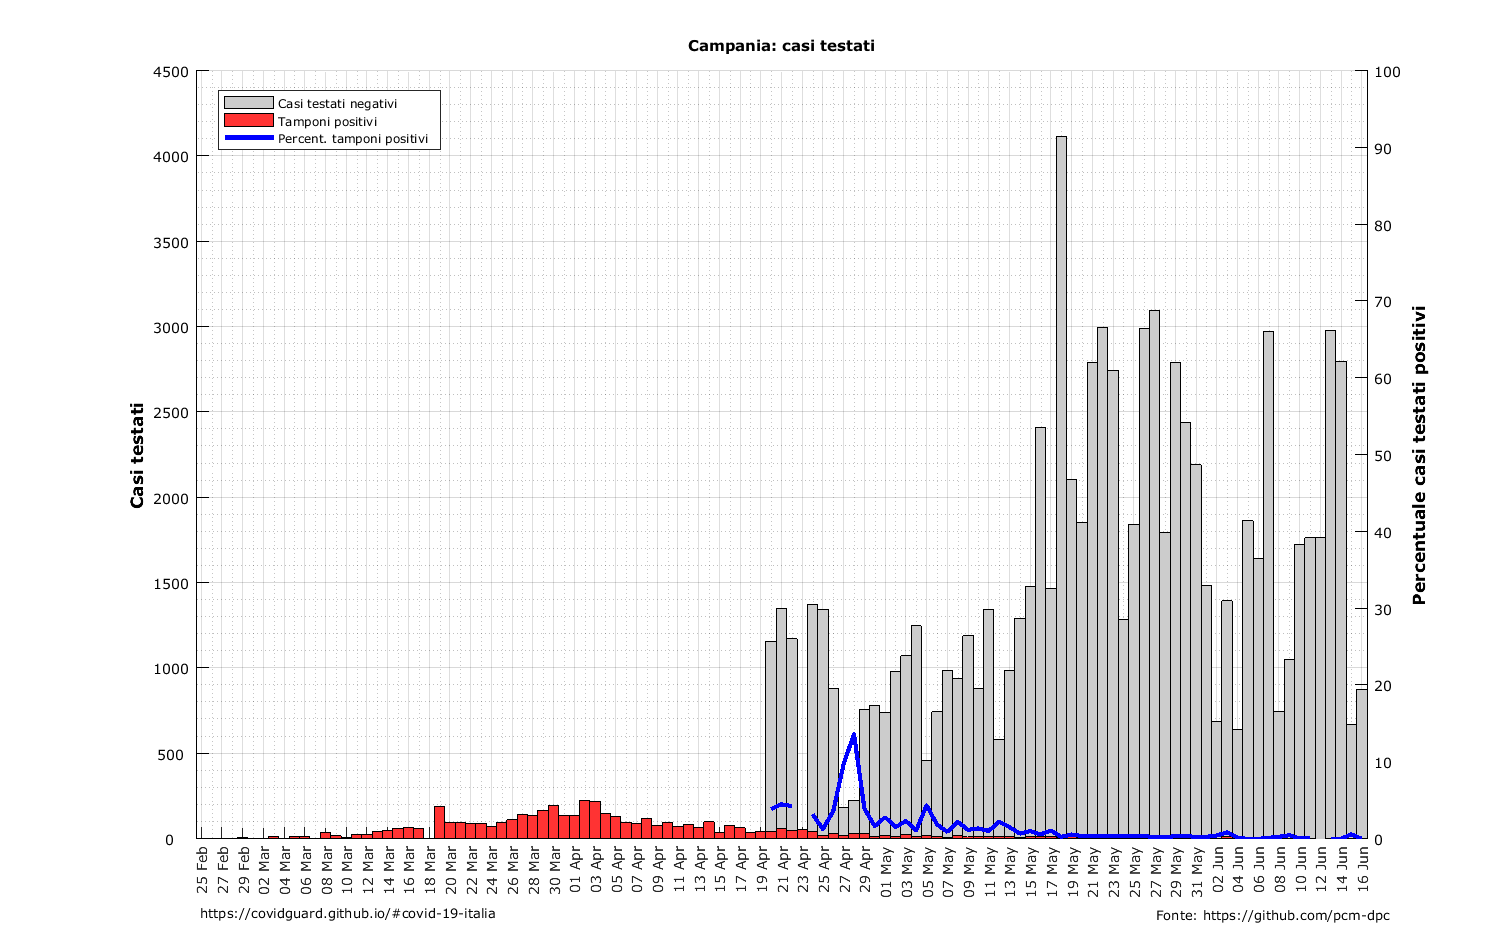 Campania: casi testati
Casi testati negativi
Tamponi positivi
Percent. tamponi positivi
Casi testati
4500
4000
3500
3000
2500
2000
1500
1000
500
0
Percentuale casi testati positivi
100
90
80
70
60
50
40
30
20
10
0
25 Feb
27 Feb
29 Feb
02 Mar
04 Mar
06 Mar
08 Mar
10 Mar
12 Mar
14 Mar
16 Mar
18 Mar
20 Mar
22 Mar
24 Mar
26 Mar
28 Mar
30 Mar
01 Apr
03 Apr
05 Apr
07 Apr
09 Apr
11 Apr
13 Apr
15 Apr
17 Apr
19 Apr
21 Apr
23 Apr
25 Apr
27 Apr
29 Apr
01 May
03 May
05 May
07 May
09 May
11 May
13 May
15 May
17 May
19 May
21 May
23 May
25 May
27 May
29 May
31 May
02 Jun
04 Jun
06 Jun
08 Jun
10 Jun
12 Jun
14 Jun
16 Jun
https://covidguard.github.io/#covid-19-italia
Fonte: https://github.com/pcm-dpc